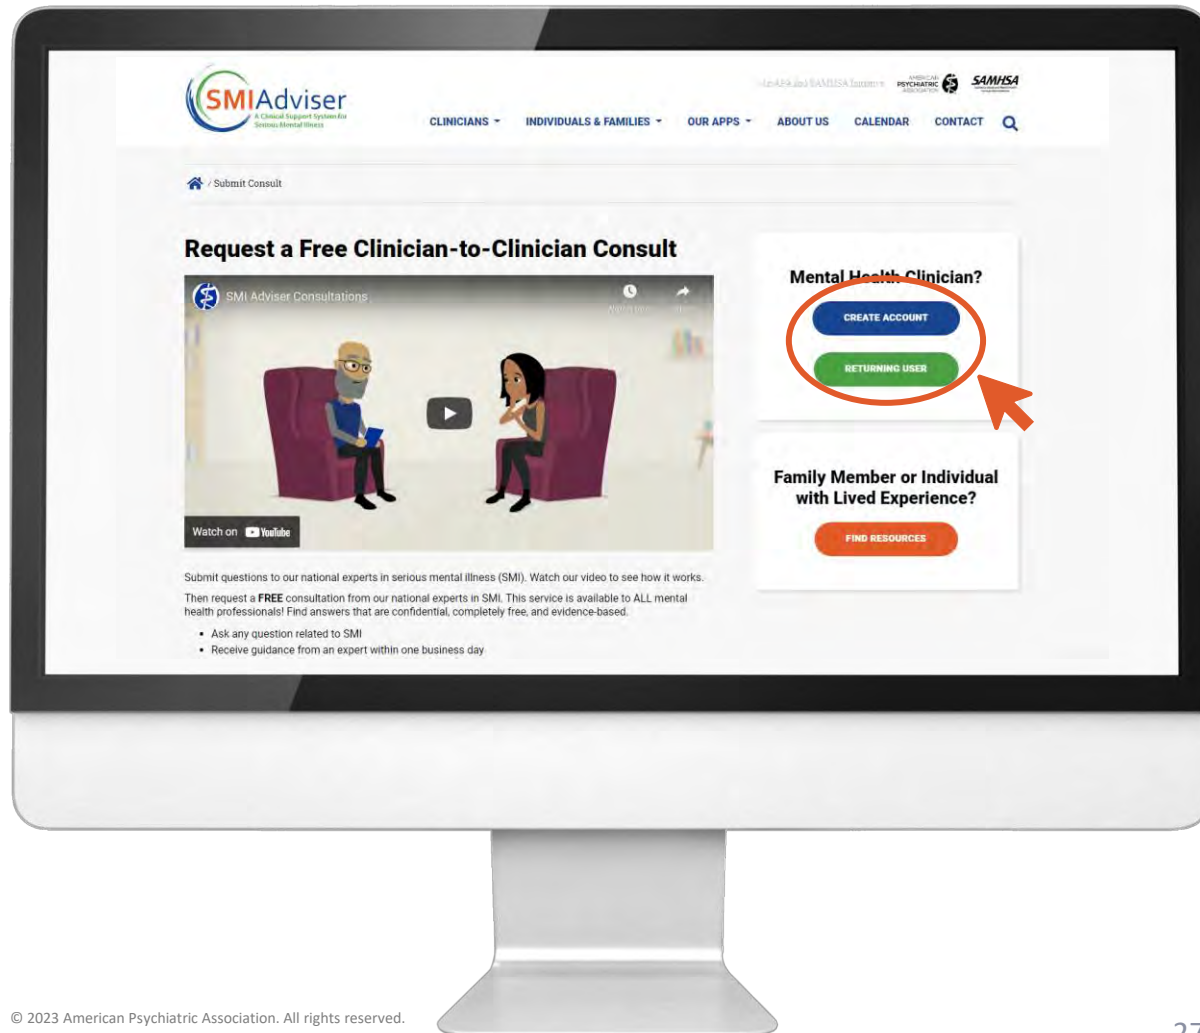 SMIAdviser
A Clinical Support System for
Serious Mental Illness
An APA and SAMHSA Initiative
AMERICAN
PSYCHIATRIC
ASSOCIATION
SAMHSA
CLINICIANS
INDIVIDUALS & FAMILIES
OUR APPS
ABOUT US
CALENDAR
CONTACT
/ Submit Consult
Request a Free Clinician-to-Clinician Consult
SMI Adviser Consultations
Watch on YouTube
Submit questions to our national experts in serious mental illness (SMI). Watch our video to see how it works.
Then request a FREE consultation from our national experts in SMI. This service is available to ALL mental
health professionals! Find answers that are confidential, completely free, and evidence-based.
• Ask any question related to SMI
• Receive guidance from an expert within one business day
Mental Health Clinician?
CREATE ACCOUNT
RETURNING USER
Family Member or Individual
with Lived Experience?
FIND RESOURCES
© 2023 American Psychiatric Association. All rights reserved.